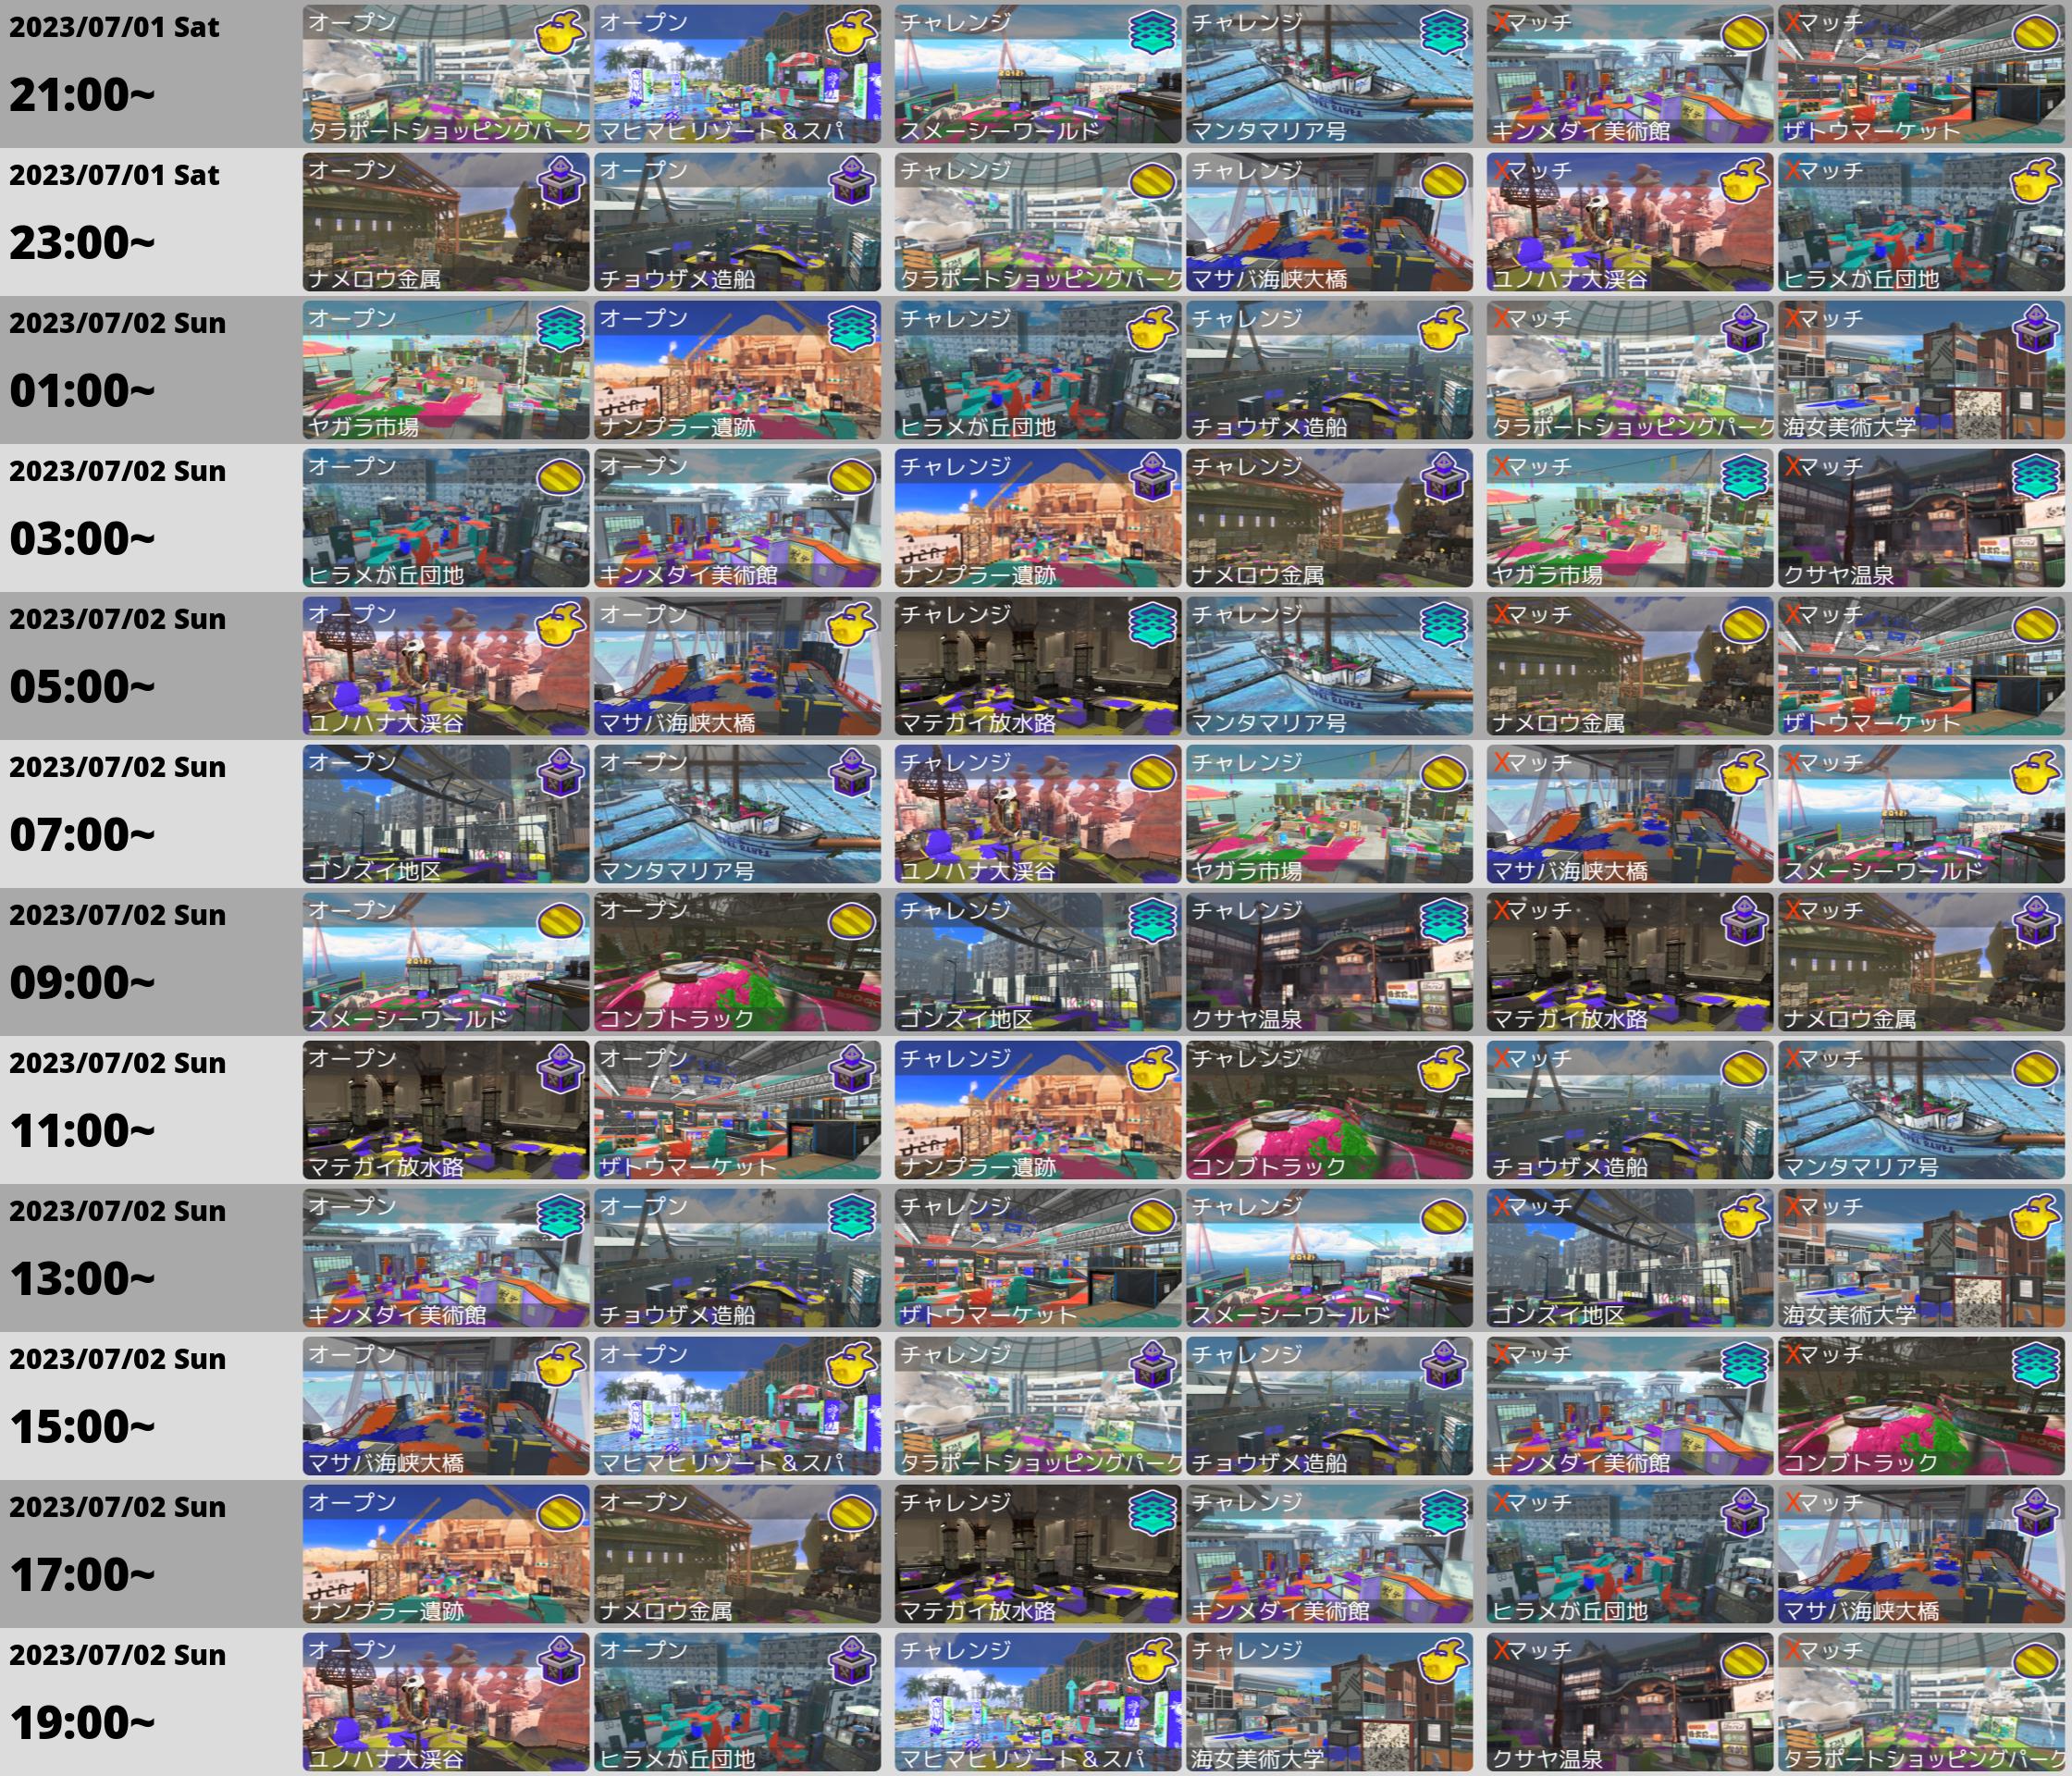 2023/07/01 Sat
21:00~
オープン
タラポートショッピングパーク
オープン
マヒマヒリゾート＆スパ
チャレンジ
スメーシーワールド
チャレンジ
マンタマリア号
Xマッチ
キンメダイ美術館
Xマッチ
ザトウマーケット
2023/07/01 Sat
23:00~
オープン
ナメロウ金属
オープン
チョウザメ造船
チャレンジ
タラポートショッピングパーク
チャレンジ
マサバ海峡大橋
Xマッチ
ユノハナ大渓谷
Xマッチ
ヒラメが丘団地
2023/07/02 Sun
01:00~
オープン
ヤガラ市場
オープン
ナンプラー遺跡
チャレンジ
ヒラメが丘団地
チャレンジ
チョウザメ造船
Xマッチ
タラポートショッピングパーク
Xマッチ
海女美術大学
2023/07/02 Sun
03:00~
オープン
ヒラメが丘団地
オープン
キンメダイ美術館
チャレンジ
ナンプラー遺跡
チャレンジ
ナメロウ金属
Xマッチ
ヤガラ市場
Xマッチ
クサヤ温泉
2023/07/02 Sun
05:00~
オープン
ユノハナ大渓谷
オープン
マサバ海峡大橋
チャレンジ
マテガイ放水路
チャレンジ
マンタマリア号
Xマッチ
ナメロウ金属
Xマッチ
ザトウマーケット
2023/07/02 Sun
07:00~
オープン
ゴンズイ地区
オープン
マンタマリア号
チャレンジ
ユノハナ大渓谷
チャレンジ
ヤガラ市場
Xマッチ
マサバ海峡大橋
Xマッチ
スメーシーワールド
2023/07/02 Sun
09:00~
オープン
スメーシーワールド
オープン
コンブトラック
チャレンジ
ゴンズイ地区
チャレンジ
クサヤ温泉
Xマッチ
マテガイ放水路
Xマッチ
ナメロウ金属
2023/07/02 Sun
11:00~
オープン
マテガイ放水路
オープン
ザトウマーケット
チャレンジ
ナンプラー遺跡
チャレンジ
コンブトラック
Xマッチ
チョウザメ造船
Xマッチ
マンタマリア号
2023/07/02 Sun
13:00~
オープン
キンメダイ美術館
オープン
チョウザメ造船
チャレンジ
ザトウマーケット
チャレンジ
スメーシーワールド
Xマッチ
ゴンズイ地区
Xマッチ
海女美術大学
2023/07/02 Sun
15:00~
オープン
マサバ海峡大橋
オープン
マヒマヒリゾート＆スパ
チャレンジ
タラポートショッピングパーク
チャレンジ
チョウザメ造船
Xマッチ
キンメダイ美術館
Xマッチ
コンブトラック
2023/07/02 Sun
17:00~
オープン
ナンプラー遺跡
オープン
ナメロウ金属
チャレンジ
マテガイ放水路
チャレンジ
キンメダイ美術館
Xマッチ
ヒラメが丘団地
Xマッチ
マサバ海峡大橋
2023/07/02 Sun
19:00~
オープン
ユノハナ大渓谷
オープン
ヒラメが丘団地
チャレンジ
マヒマヒリゾート＆スパ
チャレンジ
海女美術大学
Xマッチ
クサヤ温泉
Xマッチ
タラポートショッピングパーク